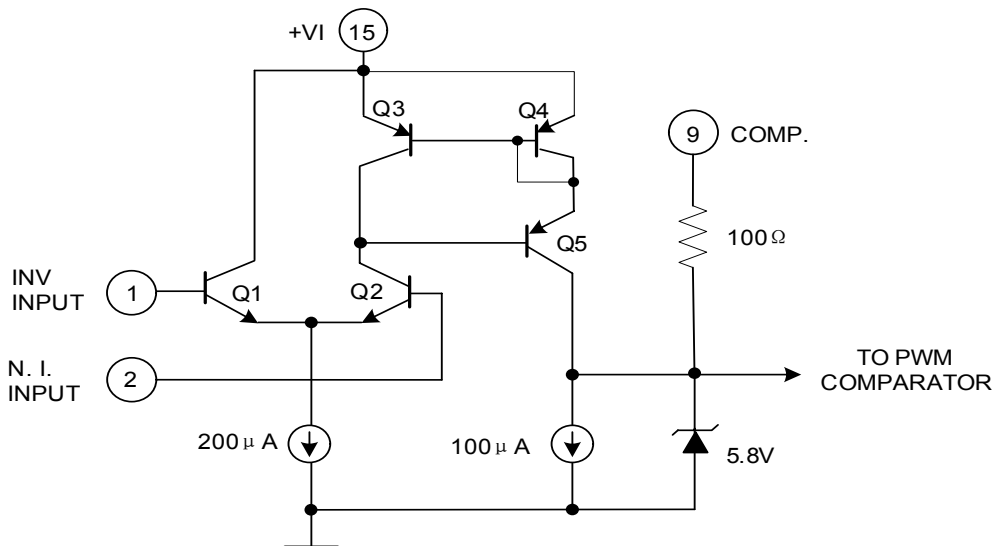 +VI
15
Q3
Q4
9
COMP.
100Ω
Q5
INV
INPUT
1
Q1
Q2
N. I.
INPUT
2
TO PWM
COMPARATOR
200μA
100μA
5.8V